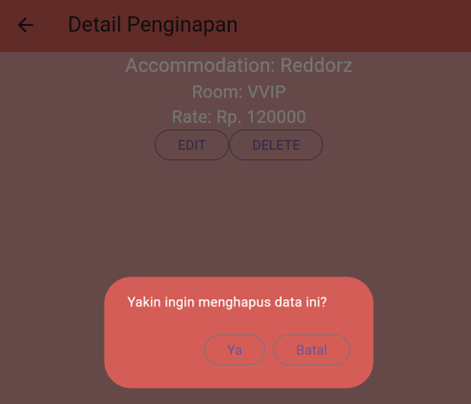 Detail Penginapan
Accommodation: Reddorz
Room: VVIP
Rate: Rp. 120000
EDIT DELETE
Yakin ingin menghapus data ini?
Ya Batal